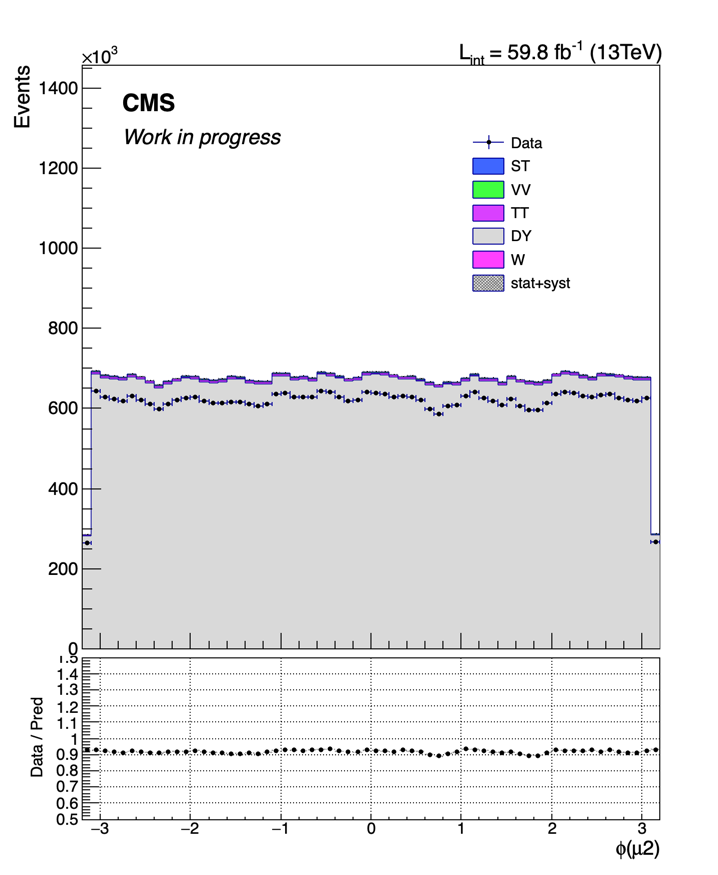 ×10³
L_int = 59.8 fb⁻¹ (13TeV)
Events
1400
CMS
Work in progress
Data
1200
ST
VV
TT
1000
DY
W
stat+syst
800
600
400
200
0
1.5
1.4
1.3
1.2
1.1
1
0.9
0.8
0.7
0.6
0.5
Data / Pred
−3 −2 −1 0 1 2 3
ϕ(μ2)